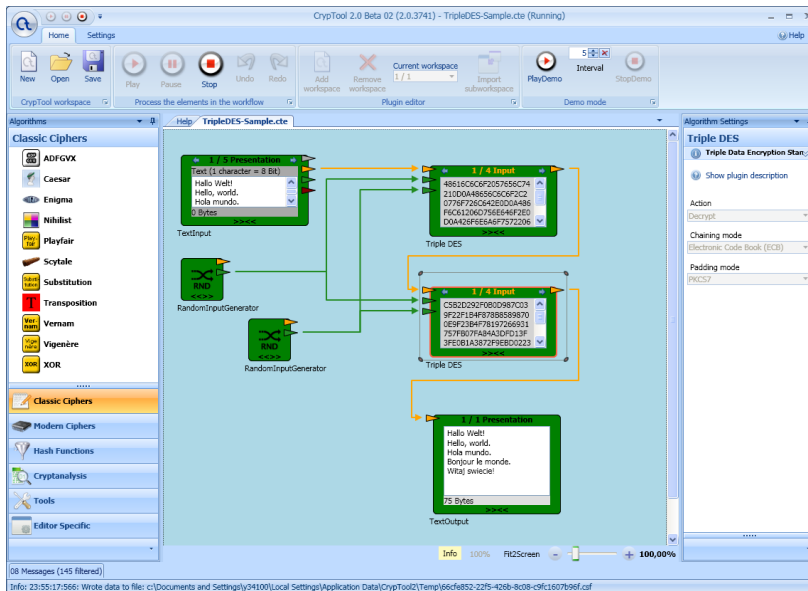 CrypTool 2.0 Beta 02 (2.0.3741) - TripleDES-Sample.cte (Running)
Home Settings
Help
New Open Save
Play Pause Stop Undo Redo
Add workspace
Remove workspace
Current workspace
1 / 1
Import subworkspace
PlayDemo
5
Interval
StopDemo
CrypTool workspace
Process the elements in the workflow
Plugin editor
Demo mode
Algorithms
Classic Ciphers
ADFGVX
Caesar
Enigma
Nihilist
Playfair
Scytale
Substitution
Transposition
Vernam
Vigenère
XOR
Classic Ciphers
Modern Ciphers
Hash Functions
Cryptanalysis
Tools
Editor Specific
Help TripleDES-Sample.cte
1 / 5 Presentation
Text (1 character = 8 Bit)
Hallo Welt!
Hello, world.
Hola mundo.
0 Bytes
>><<
TextInput
RND
<<>>
RandomInputGenerator
RND
<<>>
RandomInputGenerator
1 / 4 Input
48616C6C6F2057656C74
210D0A48656C6C6F2C2
0776F726C642E0D0A486
F6C61206D756E646F2E0
D0A426F6E6A6F7572206
>><<
Triple DES
1 / 4 Input
C5B2D292F0B0D987C03
9F22F1B4F878B8589870
0E9F23B4F78197266931
757FB07FA84A3DFD13F
3FE0B1A3872F9EBD0223
>><<
Triple DES
1 / 1 Presentation
Hallo Welt!
Hello, world.
Hola mundo.
Bonjour le monde.
Witaj swiecie!
75 Bytes
>><<
TextOutput
Info 100% Fit2Screen 100,00%
Algorithm Settings
Triple DES
Triple Data Encryption Stan
Show plugin description
Action
Decrypt
Chaining mode
Electronic Code Book (ECB)
Padding mode
PKCS7
08 Messages (145 filtered)
Info: 23:55:17:566: Wrote data to file: c:\Documents and Settings\y34100\Local Settings\Application Data\CrypTool2\Temp\66cfe852-22f5-426b-8c08-c9fc1607b96f.csf